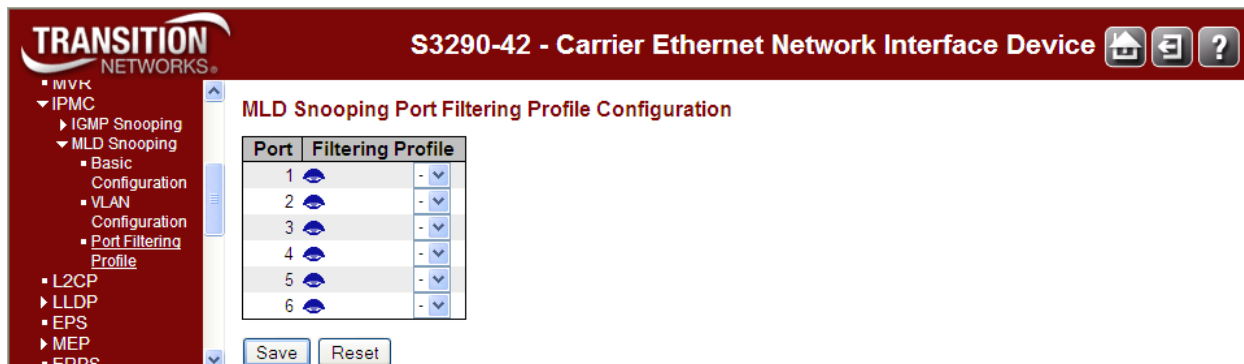 TRANSITION
NETWORKS®
S3290-42 - Carrier Ethernet Network Interface Device
?
MVR
IPMC
IGMP Snooping
MLD Snooping
Basic
Configuration
VLAN
Configuration
Port Filtering
Profile
L2CP
LLDP
EPS
MEP
ERPS
MLD Snooping Port Filtering Profile Configuration
Port Filtering Profile
1 -
2 -
3 -
4 -
5 -
6 -
Save Reset